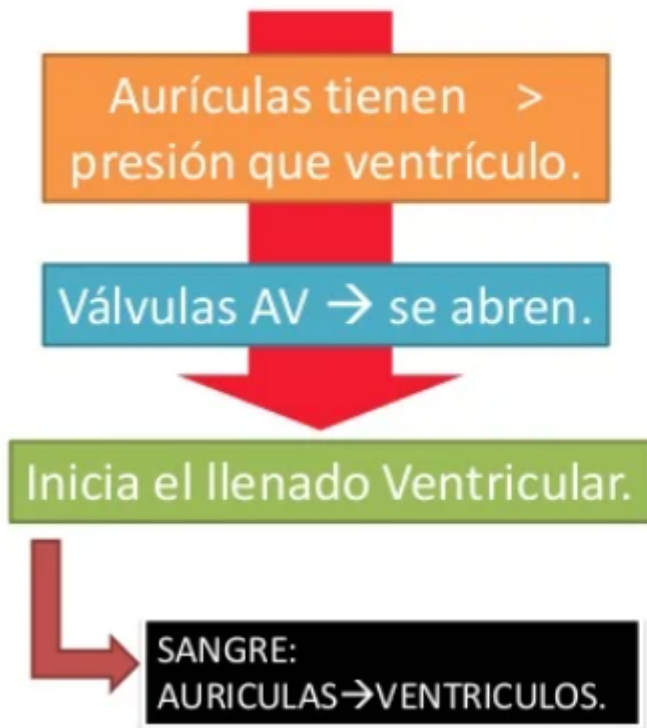 Aurículas tienen >
presión que ventrículo.
Válvulas AV → se abren.
Inicia el llenado Ventricular.
SANGRE:
AURICULAS→VENTRICULOS.